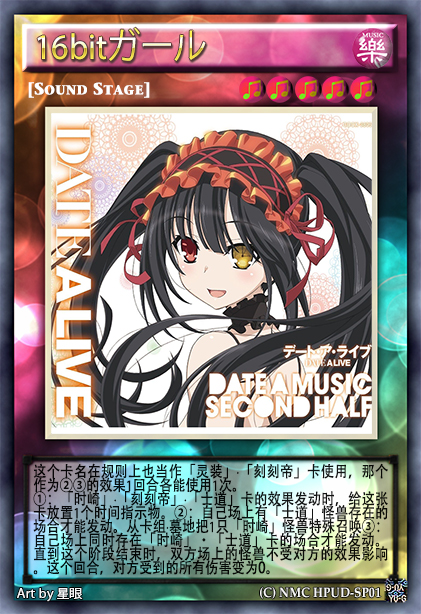 16bitガール
MUSIC
樂
[SOUND STAGE]
DATE A LIVE
デート・ア・ライブ
DATE A LIVE
DATE A MUSIC
SECOND HALF
这个卡名在规则上也当作「灵装」·「刻刻帝」卡使用，那个
作为②③的效果1回合各能使用1次。
①：「时崎」·「刻刻帝」·「士道」卡的效果发动时，给这张
卡放置1个时间指示物。②：自己场上有「士道」怪兽存在的
场合才能发动。从卡组·墓地把1只「时崎」怪兽特殊召唤③：
自己场上同时存在「时崎」·「士道」卡的场合才能发动。
直到这个阶段结束时，双方场上的怪兽不受对方的效果影响
。这个回合，对方受到的所有伤害变为0。
Art by 星眼
(C) NMC HPUD-SP01